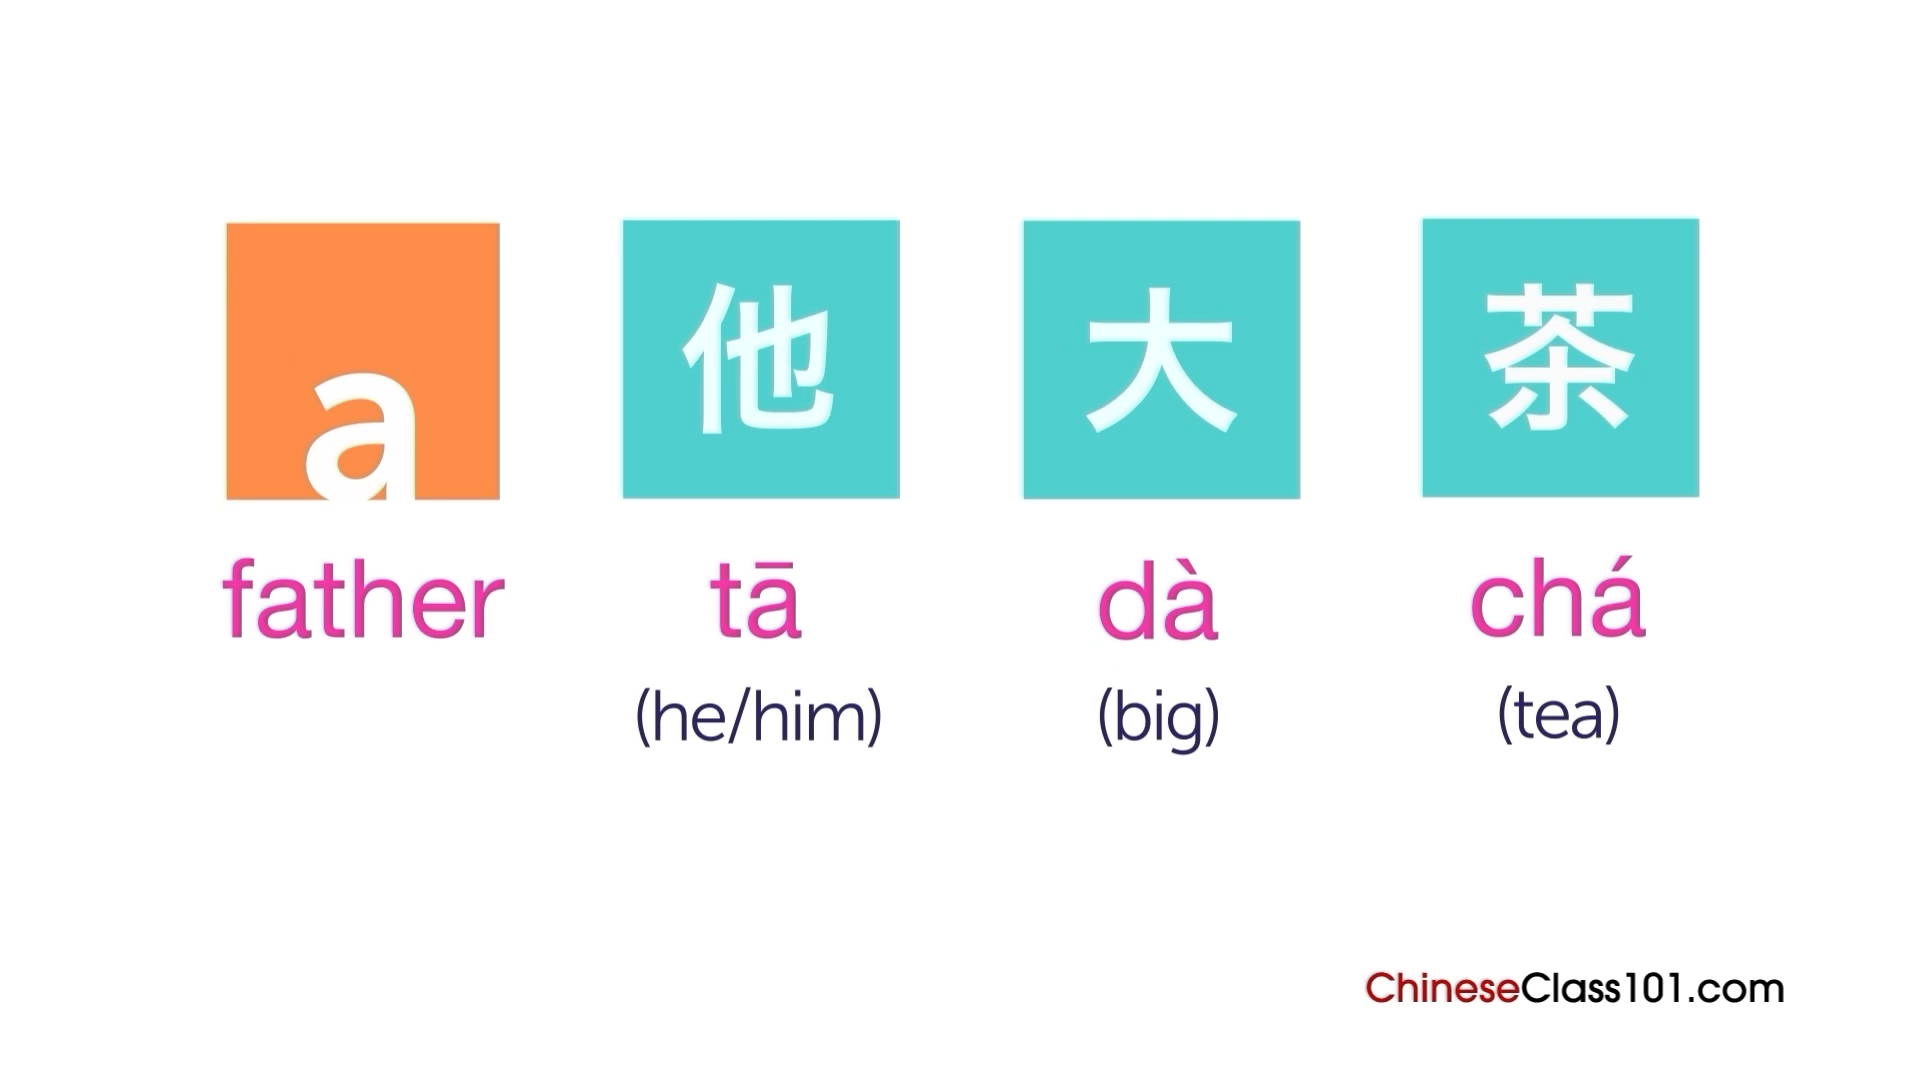 a 他 大 茶
father tā dà chá
(he/him) (big) (tea)
ChineseClass101.com